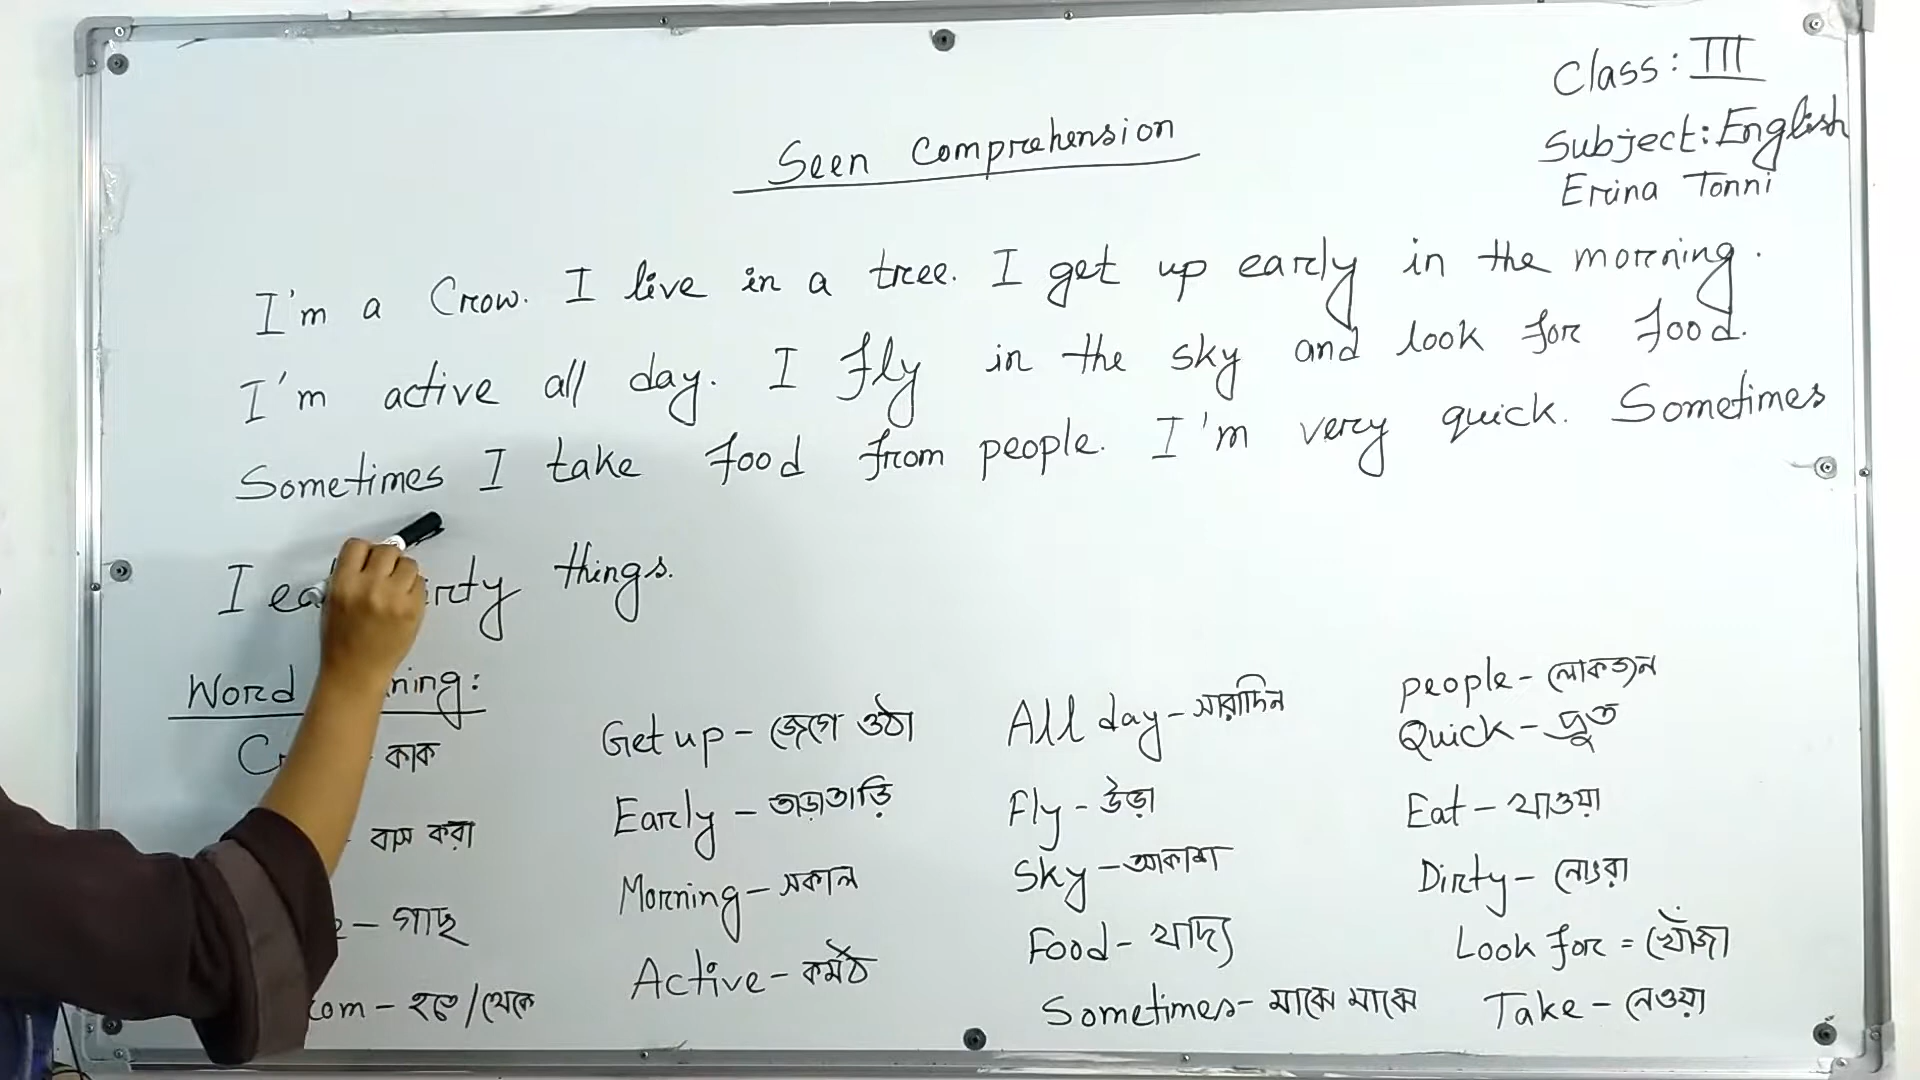 Class: III
Subject: English
Erina Tonni
Seen Comprehension
I'm a Crow. I live in a tree. I get up early in the morning.
I'm active all day. I fly in the sky and look for food.
Sometimes I take food from people. I'm very quick. Sometimes
I things.
Word
কাক
বাস করা
– গাছ
– হতে/থেকে
Get up – জেগে ওঠা
Early – তাড়াতাড়ি
Morning – সকাল
Active – কর্মঠ
All day – সারাদিন
Fly – উড়া
Sky – আকাশ
Food – খাদ্য
Sometimes – মাঝে মাঝে
people – লোকজন
Quick – দ্রুত
Eat – খাওয়া
Dirty – নোংরা
Look for = খোঁজা
Take – নেওয়া